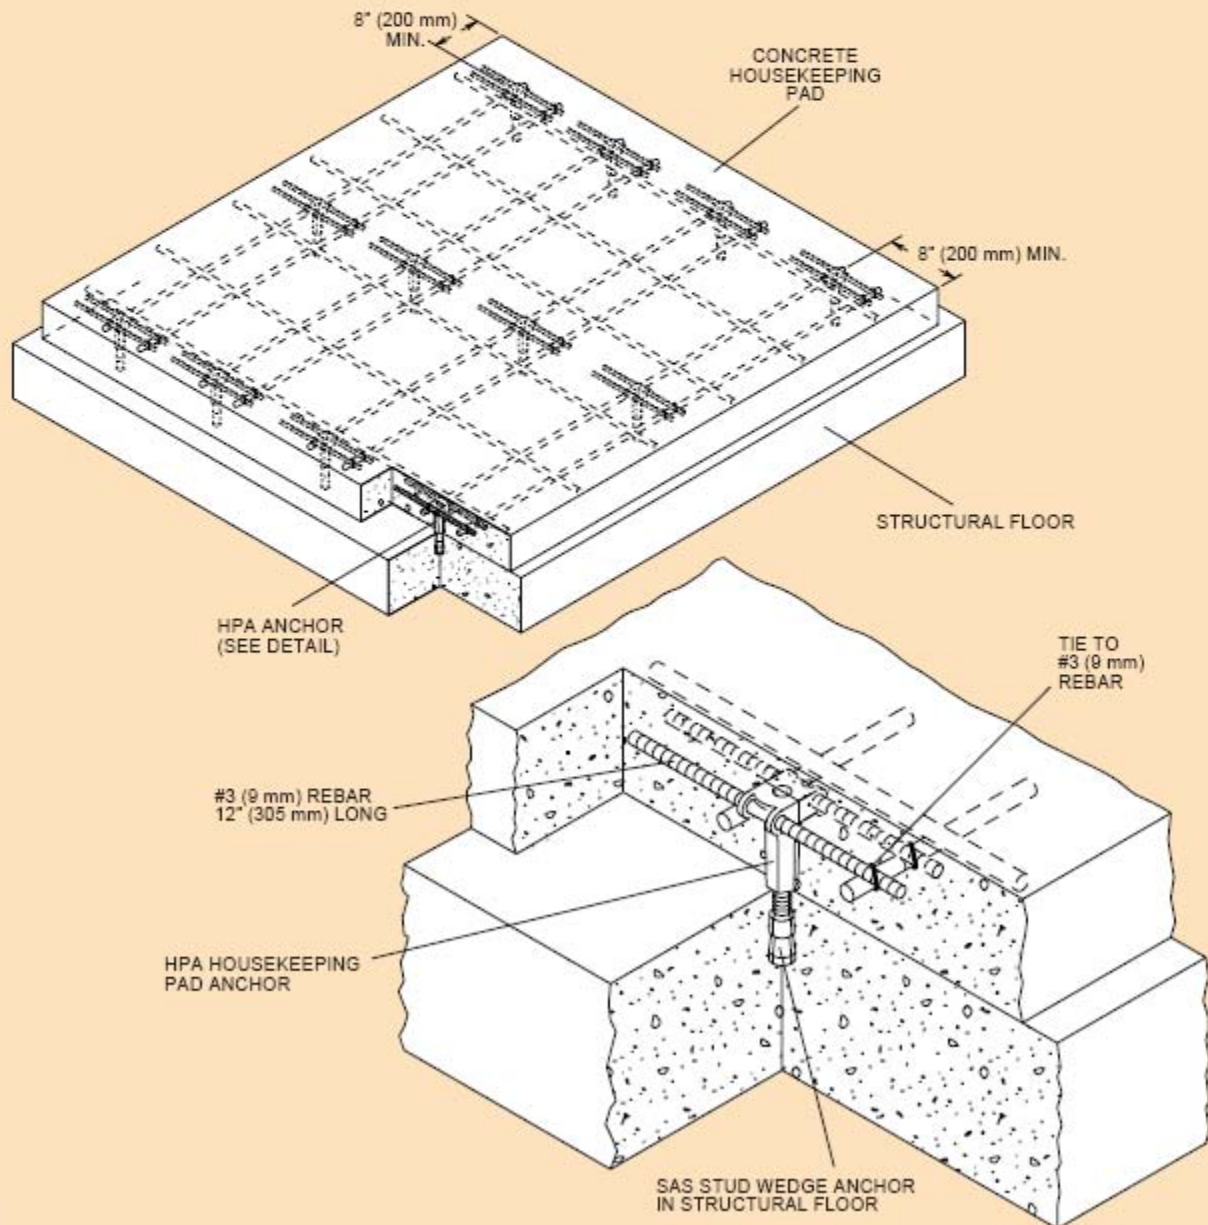 8" (200 mm)
MIN.
CONCRETE
HOUSEKEEPING
PAD
8" (200 mm) MIN.
STRUCTURAL FLOOR
HPA ANCHOR
(SEE DETAIL)
TIE TO
#3 (9 mm)
REBAR
#3 (9 mm) REBAR
12" (305 mm) LONG
HPA HOUSEKEEPING
PAD ANCHOR
SAS STUD WEDGE ANCHOR
IN STRUCTURAL FLOOR